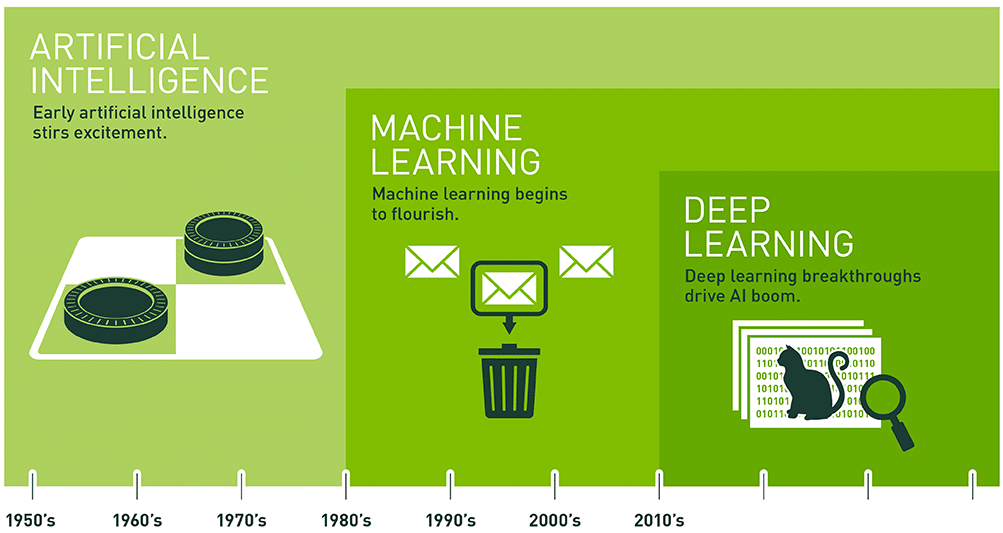 ARTIFICIAL
INTELLIGENCE
Early artificial intelligence
stirs excitement.
MACHINE
LEARNING
Machine learning begins
to flourish.
DEEP
LEARNING
Deep learning breakthroughs
drive AI boom.
1950's
1960's
1970's
1980's
1990's
2000's
2010's